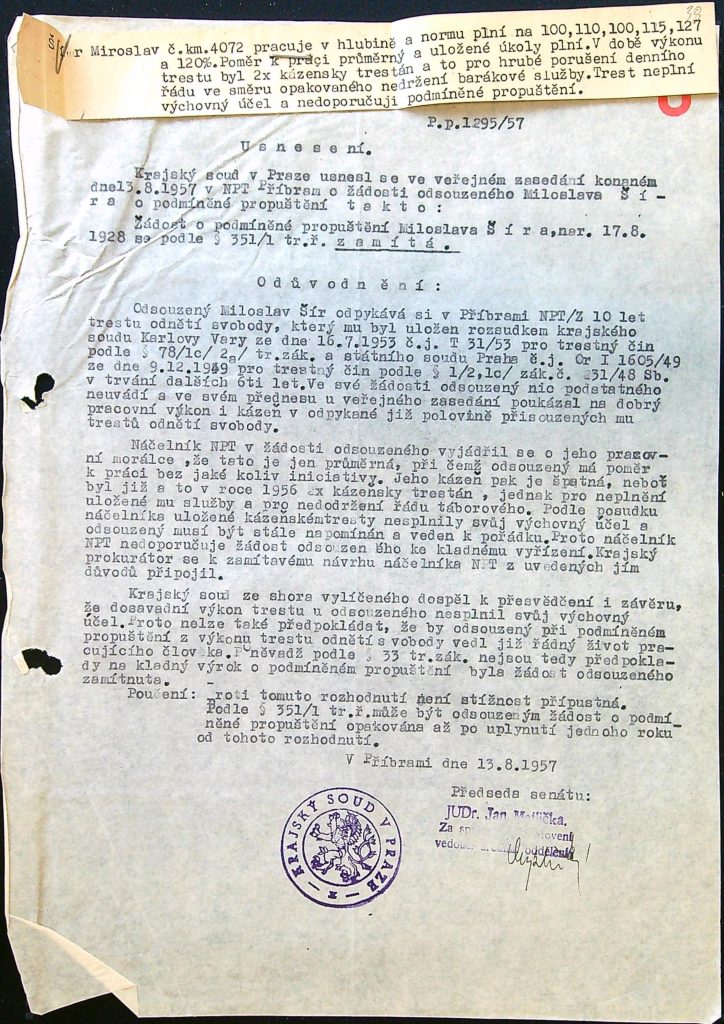 39
Šír Miroslav č.km.4072 pracuje v hlubině a normu plní na 100,110,100,115,127
a 120%.Poměr k práci průměrný a uložené úkoly plní.V době výkonu
trestu byl 2x kázensky trestán a to pro hrubé porušení denního
řádu ve směru opakovaného nedržení barákové služby.Trest neplní
výchovný účel a nedoporučuji podmíněné propuštění.
P.p.1295/57
U s n e s e n í .
Krajský soud v Praze usnesl se ve veřejném zasedání konaném
dne13.8.1957 v NPT Příbram o žádosti odsouzeného Miloslava Š í -
r a o podmíněné propuštění t a k t o :
Žádost o podmíněné propuštění Miloslava Š í r a,nar. 17.8.
1928 se podle § 351/1 tr.ř. z a m í t á .
O d ů v o d n ě n í :
Odsouzený Miloslav Šír odpykává si v Příbrami NPT/Z 10 let
trestu odnětí svobody, který mu byl uložen rozsudkem krajského
soudu Karlovy Vary ze dne 16.7.1953 č.j. T 31/53 pro trestný čin
podle § 78/1c/ 2a/ tr.zák. a státního soudu Praha č.j. Or I 1605/49
ze dne 9.12.1949 pro trestný čin podle § 1/2,1c/ zák.č. 231/48 Sb.
v trvání dalších 6ti let.Ve své žádosti odsouzený nic podstatného
neuvádí a ve svém přednesu u veřejného zasedání poukázal na dobrý
pracovní výkon i kázeň v odpykané již polovině přisouzených mu
trestů odnětí svobody.
Náčelník NPT v žádosti odsouzeného vyjádřil se o jeho pracov-
ní morálce ,že tato je jen průměrná, při čemž odsouzený má poměr
k práci bez jaké koliv iniciativy. Jeho kázeň pak je špatná, neboť
byl již a to v roce 1956 2x kázeňsky trestán , jednak pro neplnění
uložené mu služby a pro nedodržení řádu táborového. Podle posudku
náčelníka uložené kázeňskémtresty nesplnily svůj výchovný účel a
odsouzený musí být stále napomínán a veden k pořádku.Proto náčelník
NPT nedoporučuje žádost odsouzen ého ke kladnému vyřízení.Krajský
prokurátor se k zamítavému návrhu náčelníka NPT z uvedených jím
důvodů připojil.
Krajský soud ze shora vylíčeného dospěl k přesvědčení i závěru,
že dosavadní výkon trestu u odsouzeného nesplnil svůj výchovný
účel.Proto nelze také předpokládat, že by odsouzený při podmíněném
propuštění z výkonu trestu odnětí svobody vedl již řádný život pra-
cujícího člověka.Poněvadž podle § 33 tr.zák. nejsou tedy předpokla-
dy na kladný výrok o podmíněném propuštění byla žádost odsouzeného
zamítnuta. –
Poučení: roti tomuto rozhodnutí není stížnost přípustná.
Podle § 351/1 tr.ř.může být odsouzeným žádost o podmí-
něné propuštění opakována až po uplynutí jednoho roku
od tohoto rozhodnutí.
V Příbrami dne 13.8.1957
Předseda senátu:
JUDr. Jan
Za
vedoucí oddělení
KRAJSKÝ SOUD V PRAZE